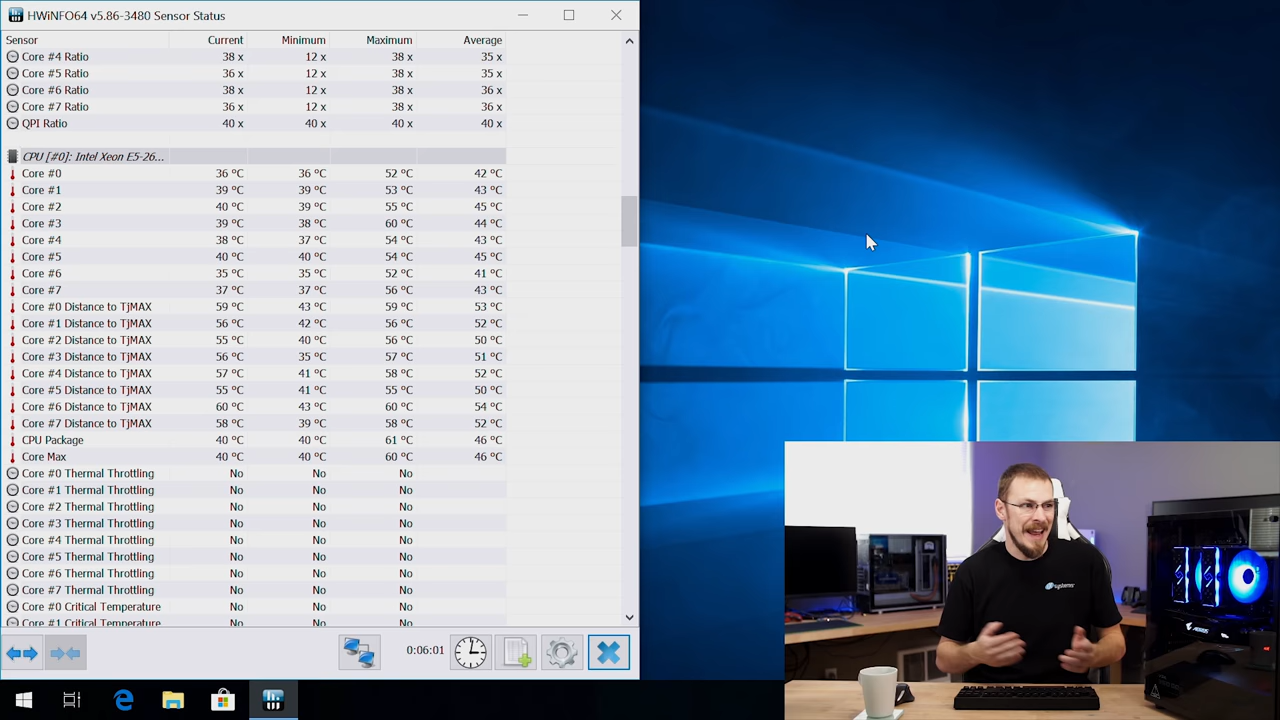 HWiNFO64 v5.86-3480 Sensor Status
Sensor Current Minimum Maximum Average
Core #4 Ratio 38 x 12 x 38 x 35 x
Core #5 Ratio 36 x 12 x 38 x 35 x
Core #6 Ratio 38 x 12 x 38 x 36 x
Core #7 Ratio 36 x 12 x 38 x 36 x
QPI Ratio 40 x 40 x 40 x 40 x
CPU [#0]: Intel Xeon E5-26...
Core #0 36 °C 36 °C 52 °C 42 °C
Core #1 39 °C 39 °C 53 °C 43 °C
Core #2 40 °C 39 °C 55 °C 45 °C
Core #3 39 °C 38 °C 60 °C 44 °C
Core #4 38 °C 37 °C 54 °C 43 °C
Core #5 40 °C 40 °C 54 °C 45 °C
Core #6 35 °C 35 °C 52 °C 41 °C
Core #7 37 °C 37 °C 56 °C 43 °C
Core #0 Distance to TjMAX 59 °C 43 °C 59 °C 53 °C
Core #1 Distance to TjMAX 56 °C 42 °C 56 °C 52 °C
Core #2 Distance to TjMAX 55 °C 40 °C 56 °C 50 °C
Core #3 Distance to TjMAX 56 °C 35 °C 57 °C 51 °C
Core #4 Distance to TjMAX 57 °C 41 °C 58 °C 52 °C
Core #5 Distance to TjMAX 55 °C 41 °C 55 °C 50 °C
Core #6 Distance to TjMAX 60 °C 43 °C 60 °C 54 °C
Core #7 Distance to TjMAX 58 °C 39 °C 58 °C 52 °C
CPU Package 40 °C 40 °C 61 °C 46 °C
Core Max 40 °C 40 °C 60 °C 46 °C
Core #0 Thermal Throttling No No No
Core #1 Thermal Throttling No No No
Core #2 Thermal Throttling No No No
Core #3 Thermal Throttling No No No
Core #4 Thermal Throttling No No No
Core #5 Thermal Throttling No No No
Core #6 Thermal Throttling No No No
Core #7 Thermal Throttling No No No
Core #0 Critical Temperature No No No
Core #1 Critical Temperature No No No
0:06:01
AORUS